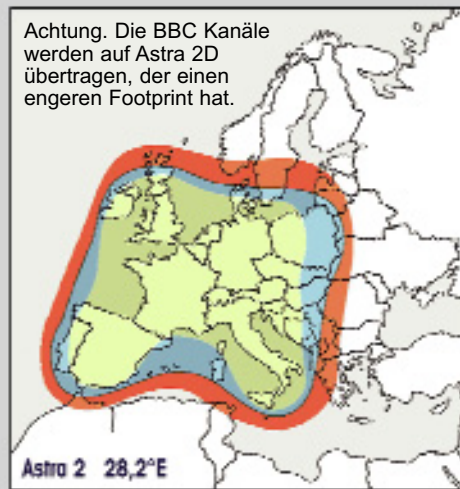 Achtung. Die BBC Kanäle
werden auf Astra 2D
übertragen, der einen
engeren Footprint hat.
Astra 2 28,2°E